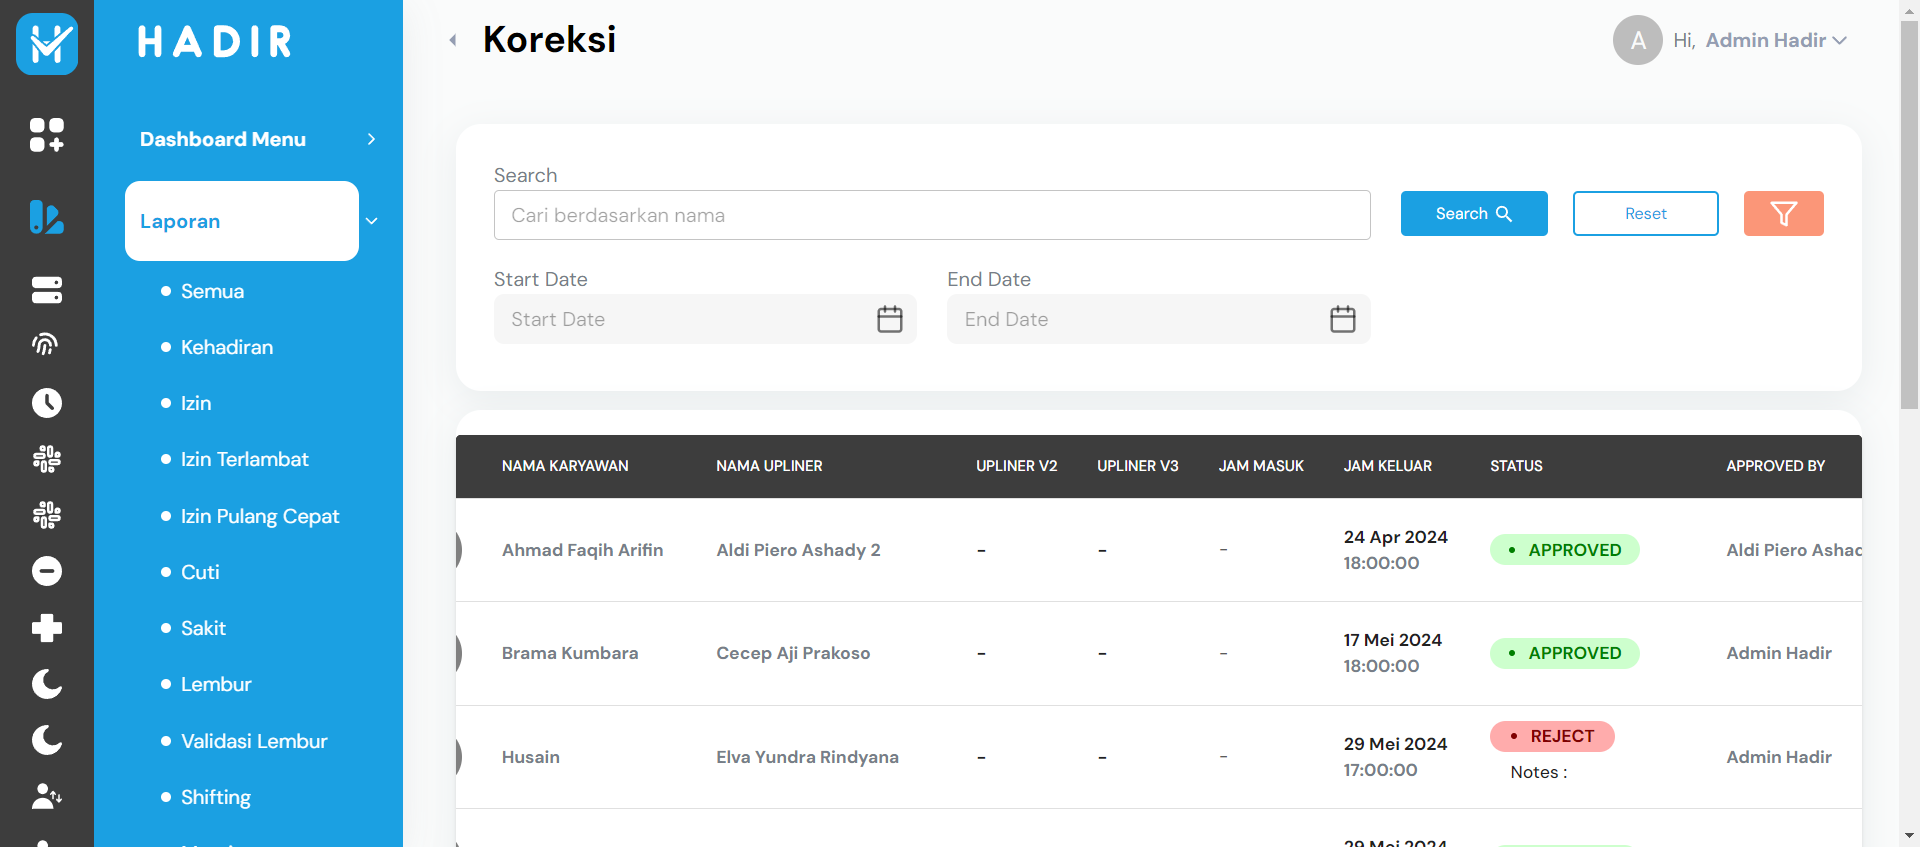 HADIR
Koreksi
A
Hi, Admin Hadir
Dashboard Menu
Laporan
Semua
Kehadiran
Izin
Izin Terlambat
Izin Pulang Cepat
Cuti
Sakit
Lembur
Validasi Lembur
Shifting
Search
Cari berdasarkan nama
Search
Reset
Start Date
End Date
Start Date
End Date
NAMA KARYAWAN NAMA UPLINER UPLINER V2 UPLINER V3 JAM MASUK JAM KELUAR STATUS APPROVED BY
Ahmad Faqih Arifin Aldi Piero Ashady 2 - - - 24 Apr 2024 18:00:00 APPROVED Aldi Piero Ashad
Brama Kumbara Cecep Aji Prakoso - - - 17 Mei 2024 18:00:00 APPROVED Admin Hadir
Husain Elva Yundra Rindyana - - - 29 Mei 2024 17:00:00 REJECT Notes : Admin Hadir
29 Mei 2024